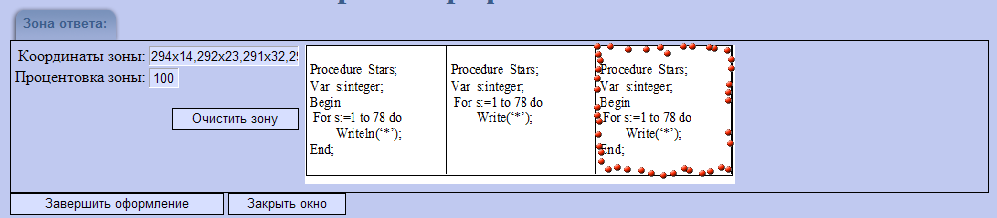 Зона ответа:
Координаты зоны: 294x14,292x23,291x32,29
Процентовка зоны: 100
Очистить зону
Procedure Stars;
Var s:integer;
Begin
For s:=1 to 78 do
Writeln('*');
End;
Procedure Stars;
Var s:integer;
For s:=1 to 78 do
Write('*');
Procedure Stars;
Var s:integer;
Begin
For s:=1 to 78 do
Write('*');
End;
Завершить оформление
Закрыть окно